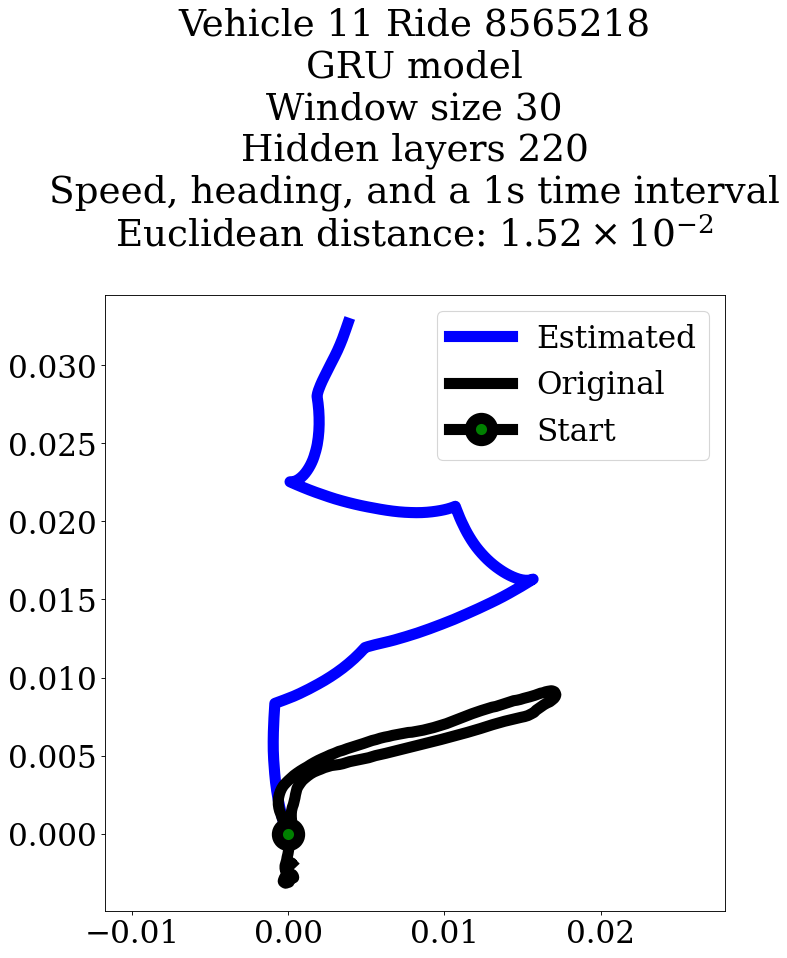 Vehicle 11 Ride 8565218
GRU model
Window size 30
Hidden layers 220
Speed, heading, and a 1s time interval
Euclidean distance: 1.52 × 10⁻²
Estimated
Original
Start
0.030
0.025
0.020
0.015
0.010
0.005
0.000
−0.01 0.00 0.01 0.02